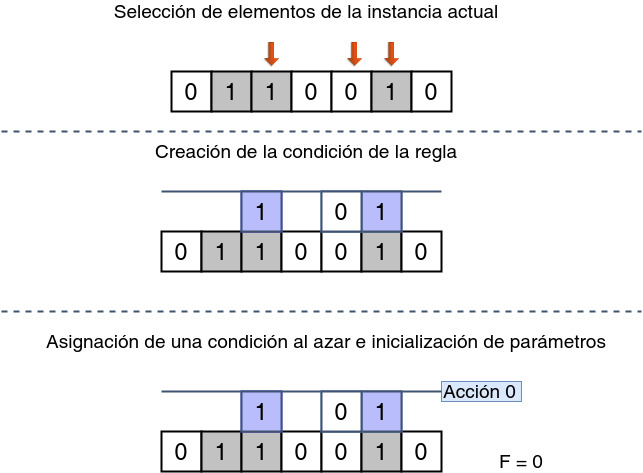 Selección de elementos de la instancia actual
0 1 1 0 0 1 0
Creación de la condición de la regla
1 0 1
0 1 1 0 0 1 0
Asignación de una condición al azar e inicialización de parámetros
Acción 0
1 0 1
0 1 1 0 0 1 0
F = 0